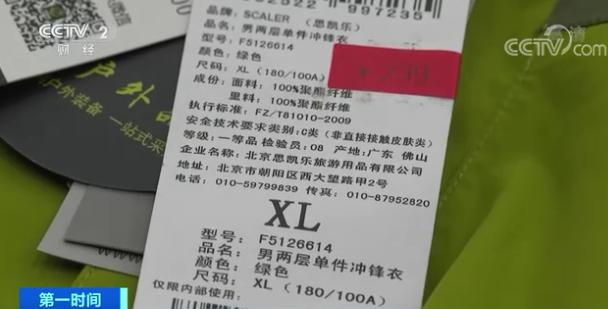 CCTV 2
财经
CCTV.com
户外品
户外装备 一站式采
品牌: SCALER (思凯乐)
品名: 男两层单件冲锋衣
型号: F5126614
颜色: 绿色
尺码: XL (180/100A)
成份: 面料: 100%聚酯纤维
里料: 100%聚酯纤维
执行标准: FZ/T81010-2009
安全技术要求类别: C类 (非直接接触皮肤类)
等级: 一等品 检验员: 08 产地: 广东 佛山
企业名称: 北京思凯乐旅游用品有限公司
地址: 北京市朝阳区西大望路甲2号
电话: 010-59799839 传真: 010-87952820
XL
型号: F5126614
品名: 男两层单件冲锋衣
颜色: 绿色
尺码: XL (180/100A)
仅限内部使用:
第一时间